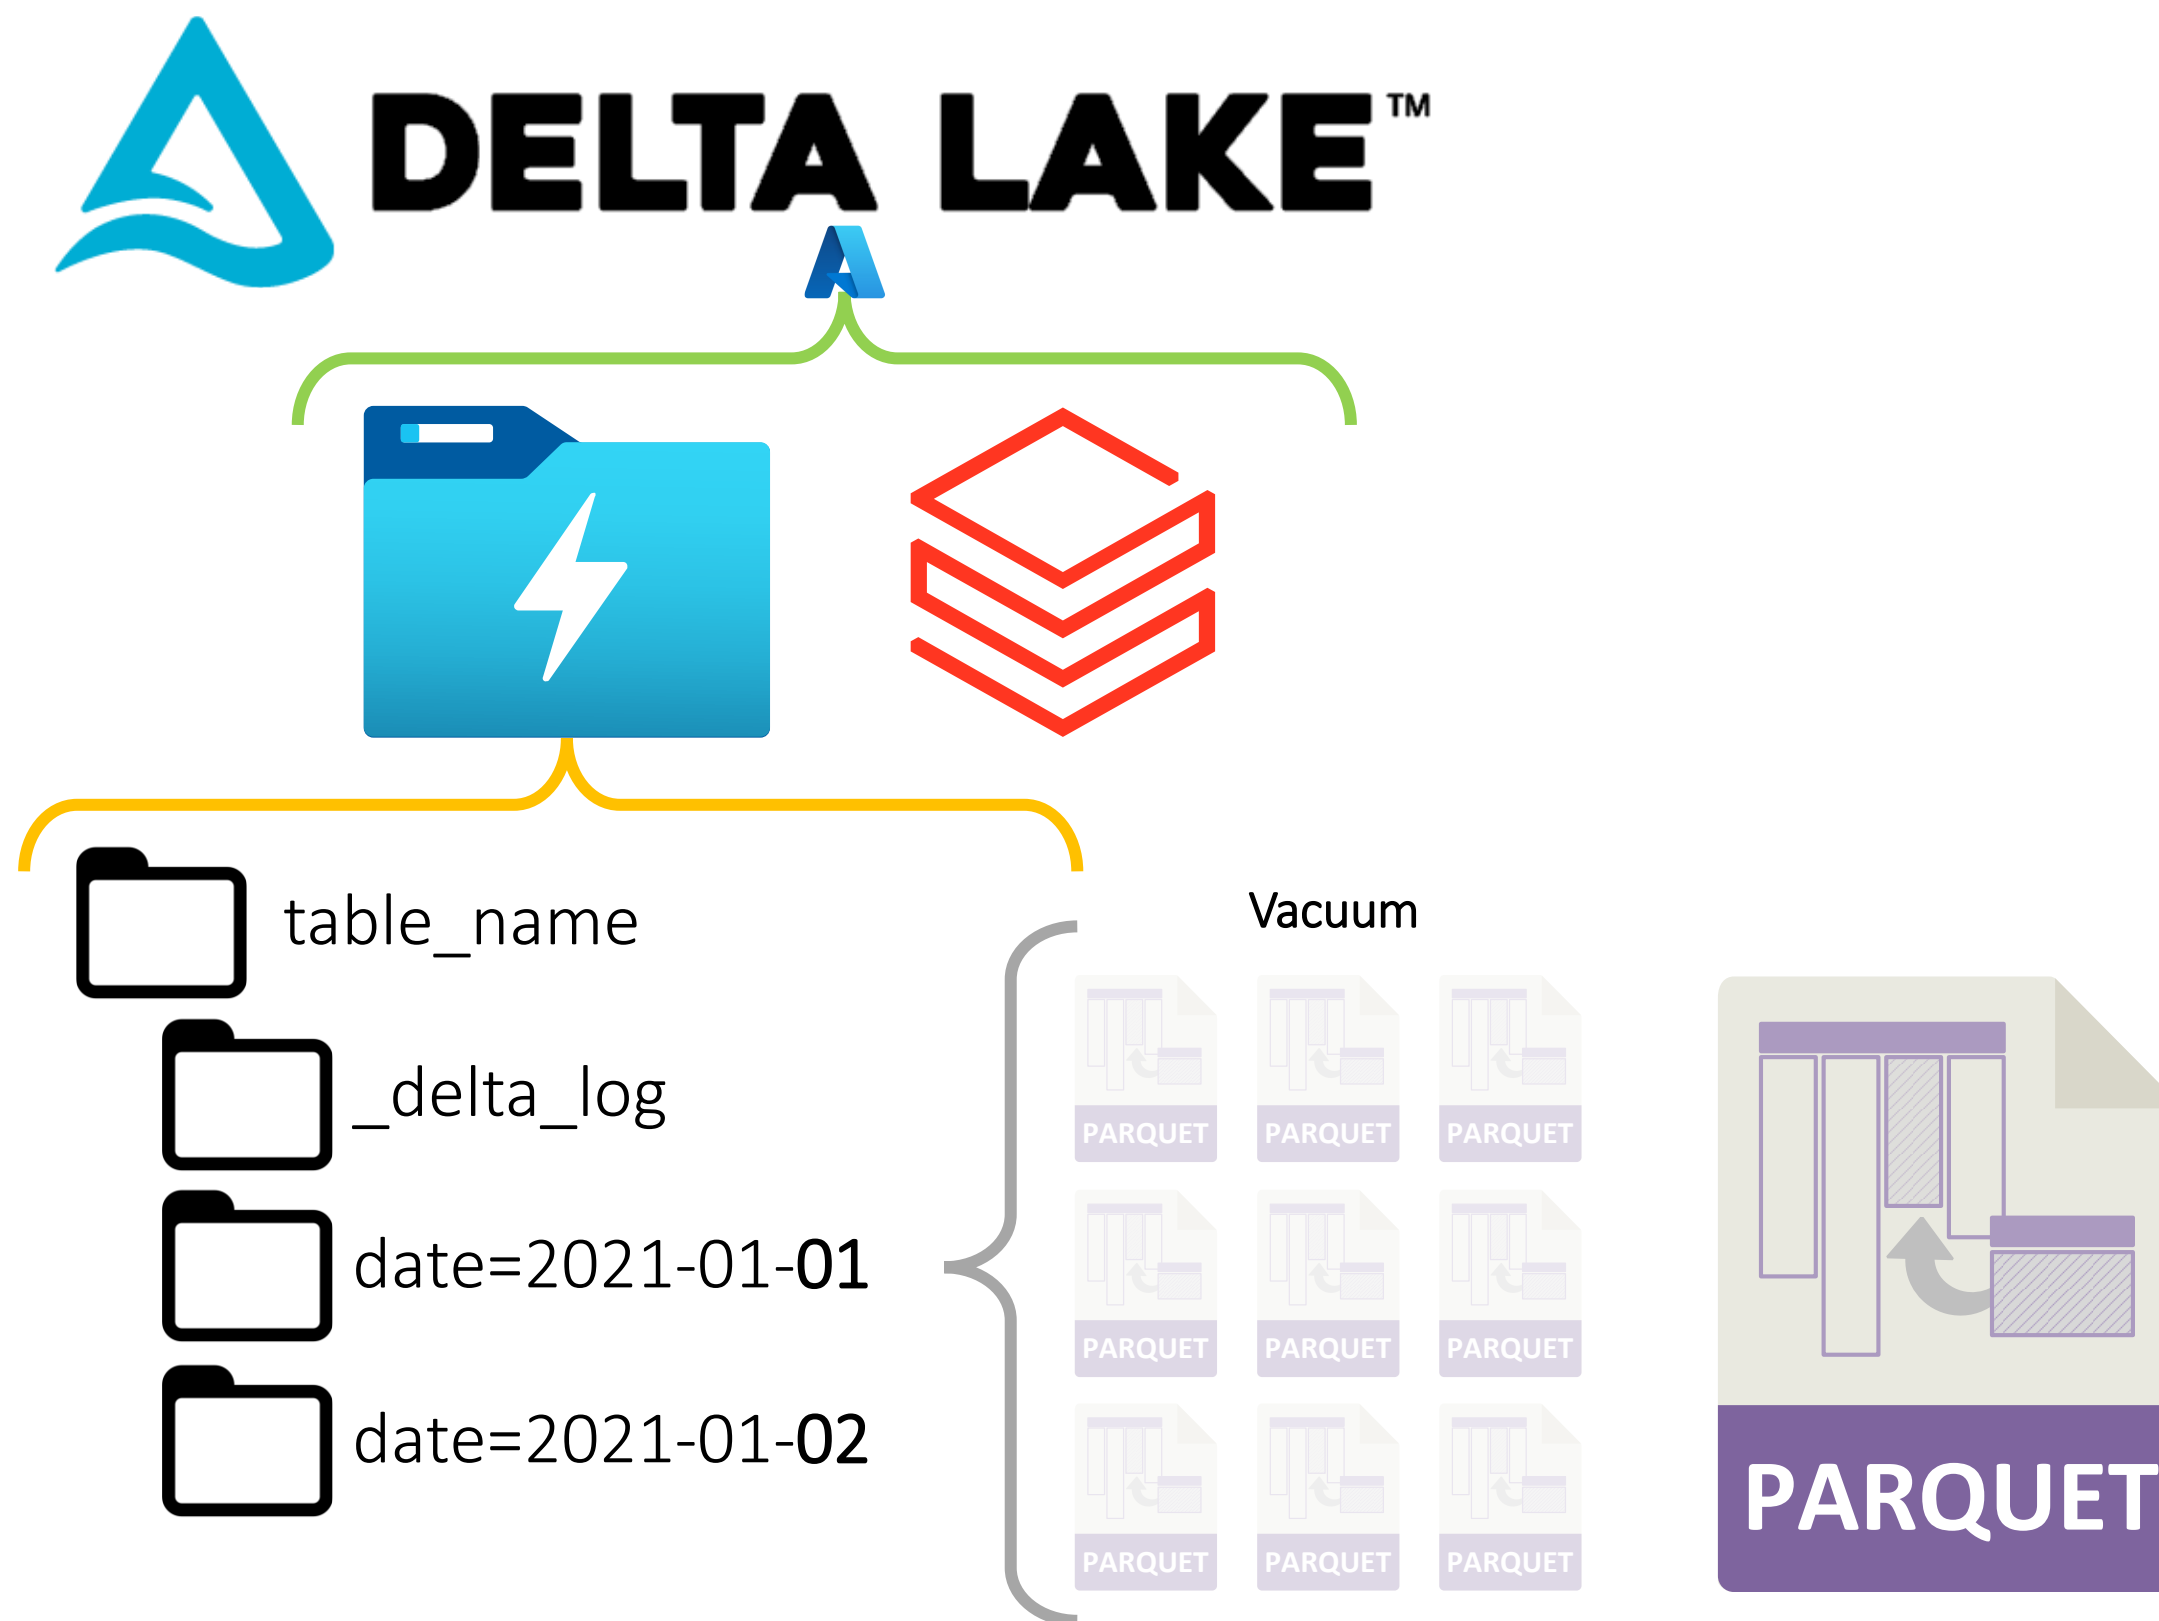 DELTA LAKE™
table_name
_delta_log
date=2021-01-01
date=2021-01-02
Vacuum
PARQUET PARQUET PARQUET
PARQUET PARQUET PARQUET
PARQUET PARQUET PARQUET
PARQUET